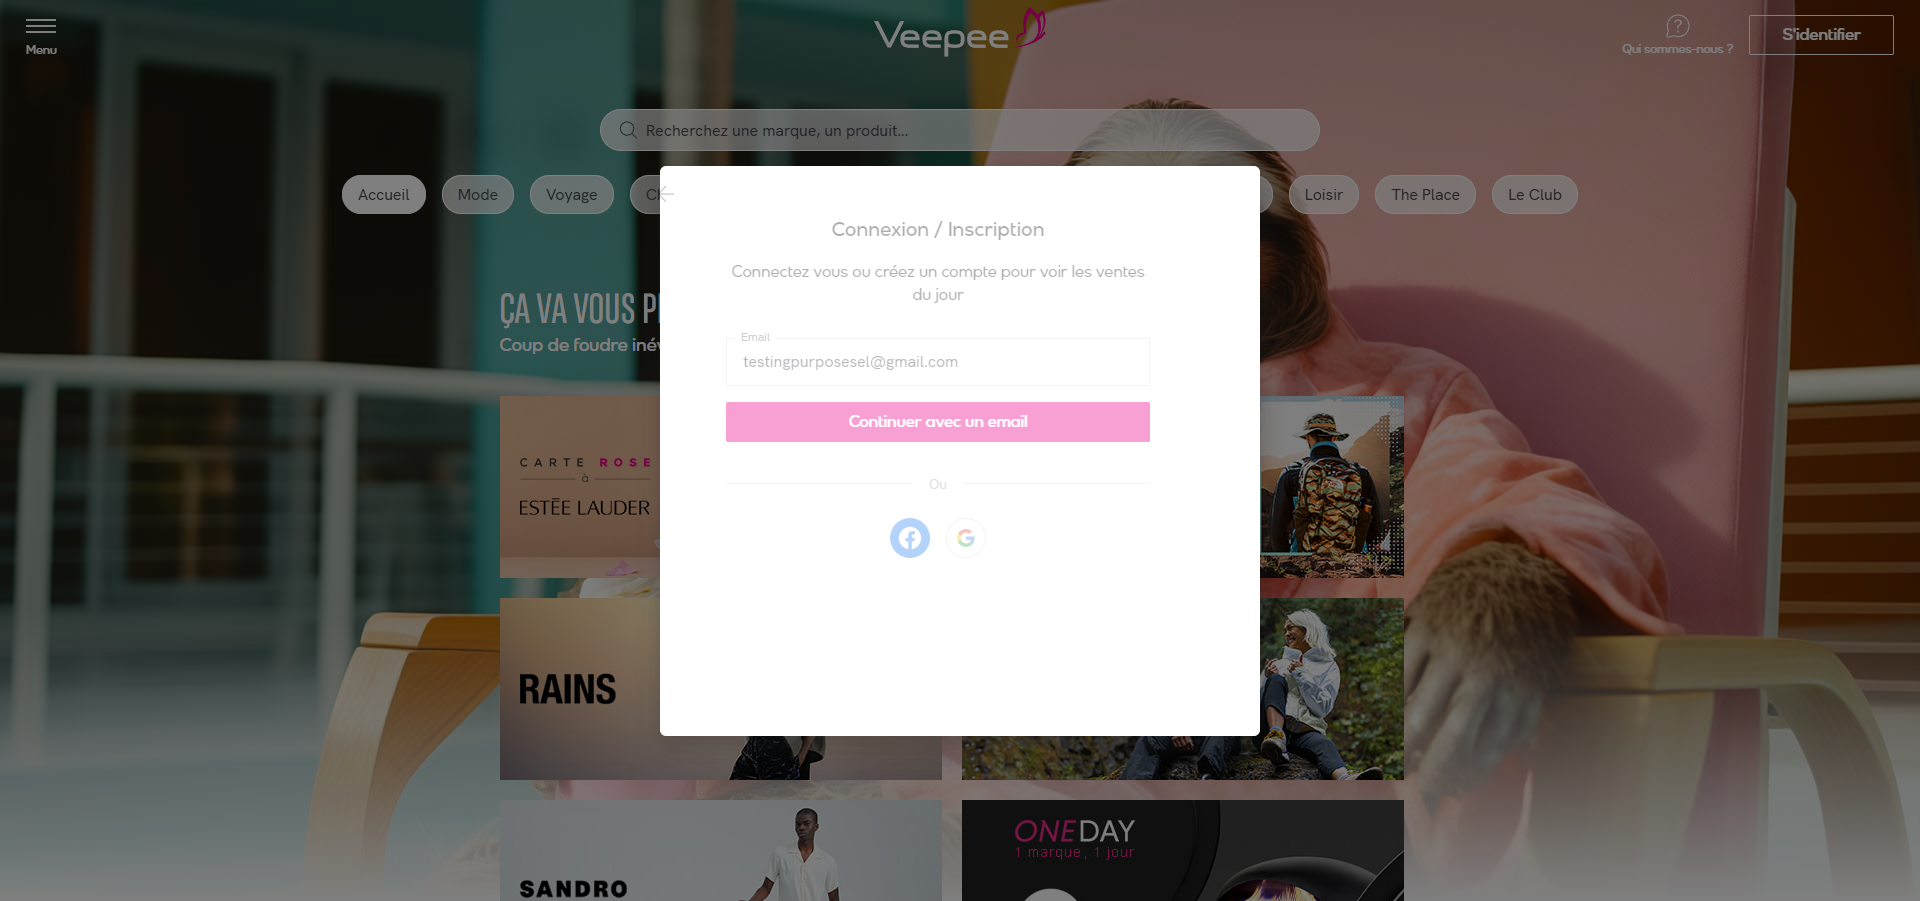 Menu
Veepee
Qui sommes-nous ?
S'identifier
Recherchez une marque, un produit...
Accueil
Mode
Voyage
Loisir
The Place
Le Club
ÇA VA VOUS
Coup de foudre
Connexion / Inscription
Connectez vous ou créez un compte pour voir les ventes
du jour
Email
testingpurposesel@gmail.com
Continuer avec un email
Ou
CARTE ROSE
à
ESTĒE LAUDER
RAINS
SANDRO
ONEDAY
1 marque, 1 jour